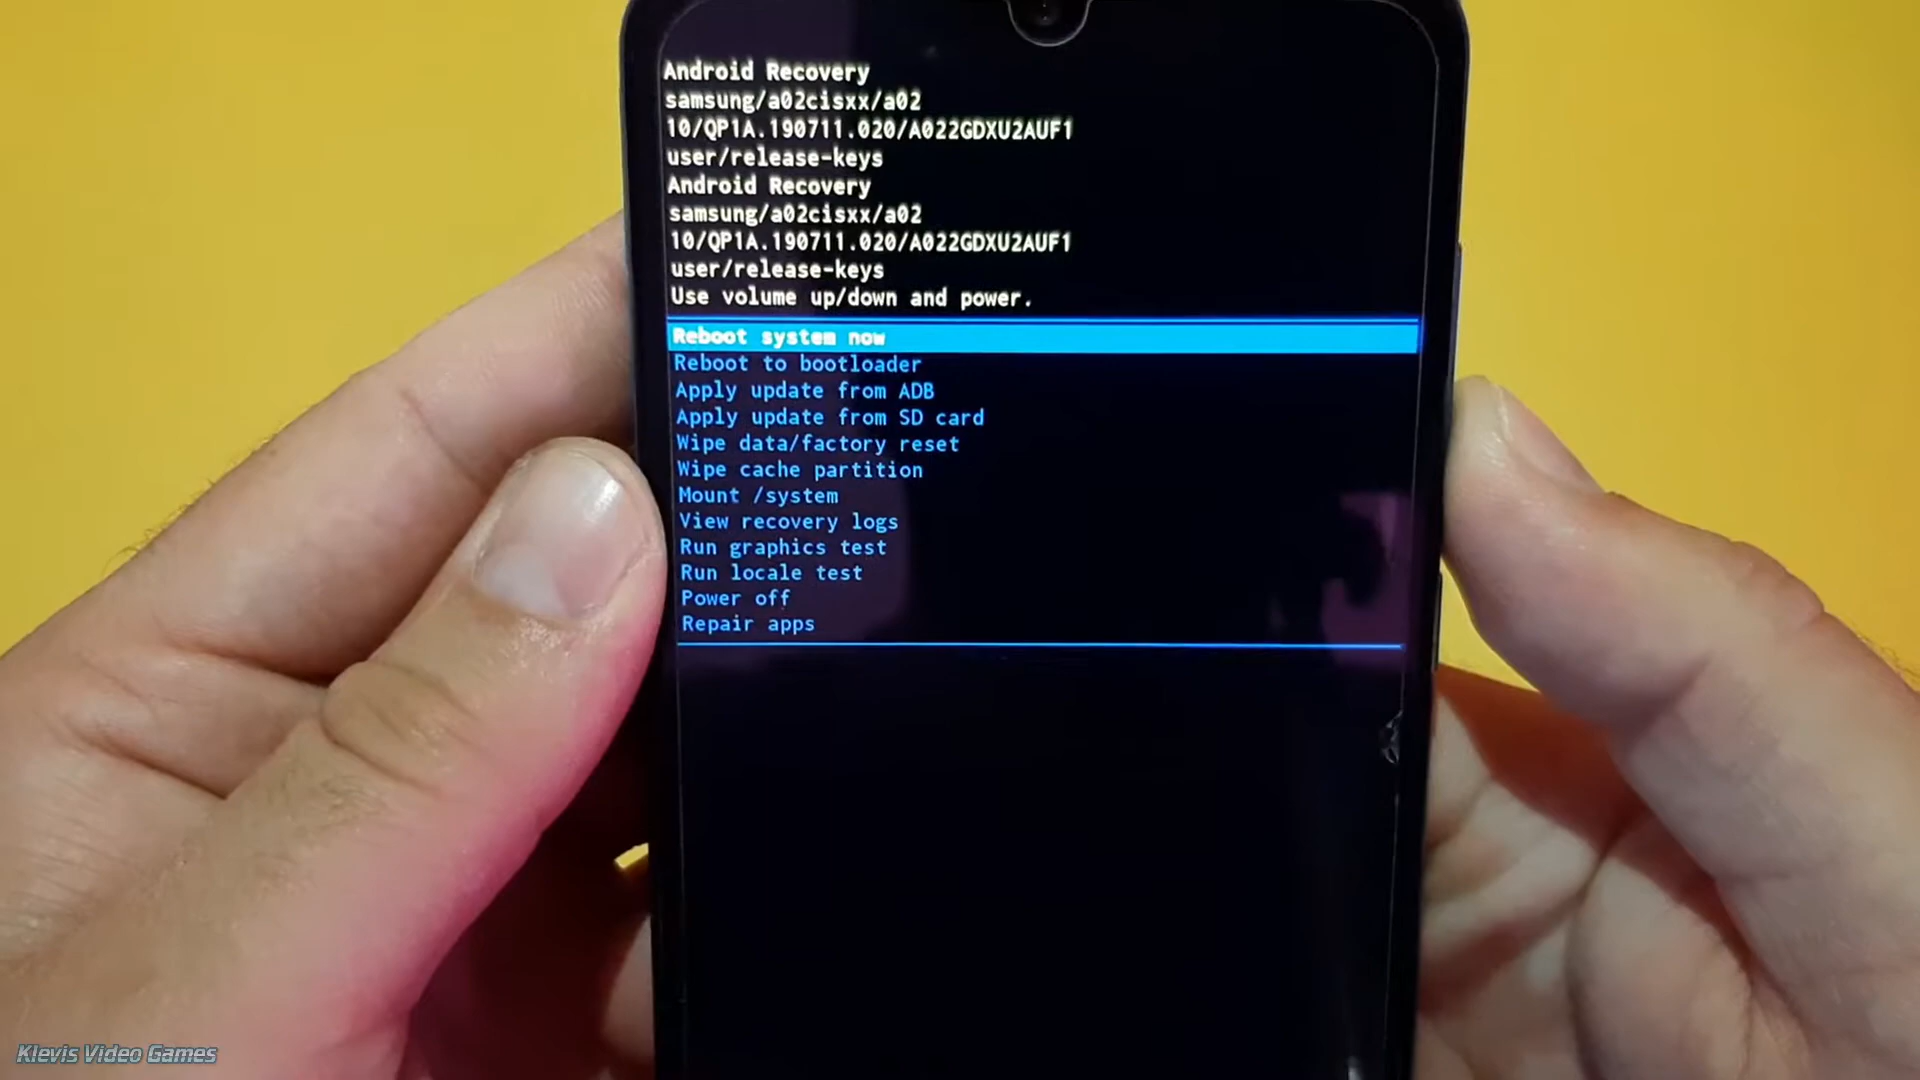 Android Recovery
samsung/a02cisxx/a02
10/QP1A.190711.020/A022GDXU2AUF1
user/release-keys
Android Recovery
samsung/a02cisxx/a02
10/QP1A.190711.020/A022GDXU2AUF1
user/release-keys
Use volume up/down and power.
Reboot system now
Reboot to bootloader
Apply update from ADB
Apply update from SD card
Wipe data/factory reset
Wipe cache partition
Mount /system
View recovery logs
Run graphics test
Run locale test
Power off
Repair apps
Klevis Video Games